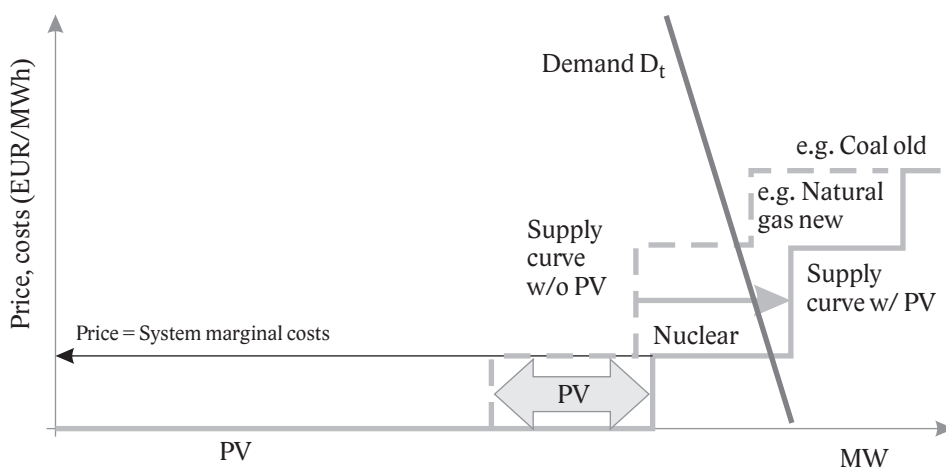 Price, costs (EUR/MWh)
Demand Dₜ
e.g. Coal old
e.g. Natural
gas new
Supply
curve
w/o PV
Supply
curve w/ PV
Price = System marginal costs
Nuclear
PV
PV
MW